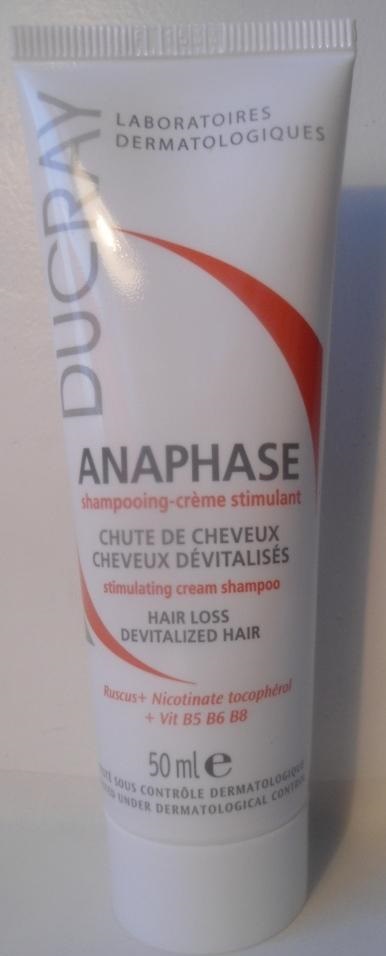 DUCRAY
LABORATOIRES
DERMATOLOGIQUES
ANAPHASE
shampooing-crème stimulant
CHUTE DE CHEVEUX
CHEVEUX DÉVITALISÉS
stimulating cream shampoo
HAIR LOSS
DEVITALIZED HAIR
Ruscus+ Nicotinate tocophérol
+ Vit B5 B6 B8
50 ml e
SOUS CONTRÔLE DERMATOLOGIQUE
UNDER DERMATOLOGICAL CONTROL